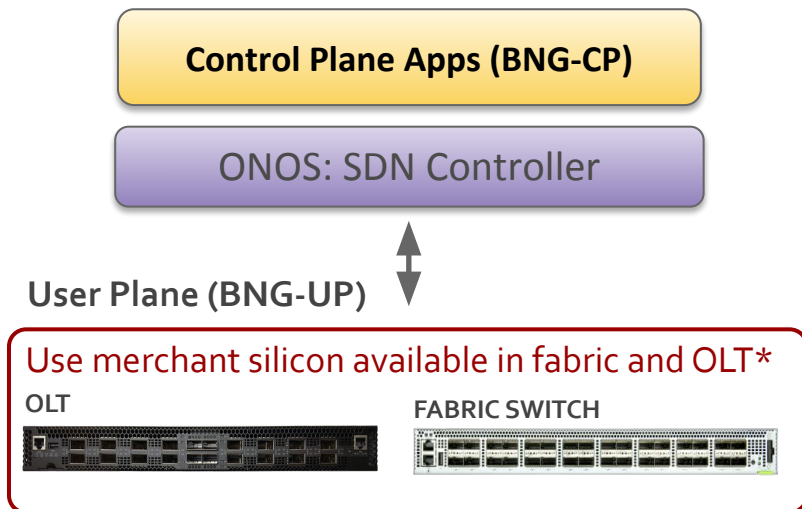 Control Plane Apps (BNG-CP)
ONOS: SDN Controller
User Plane (BNG-UP)
Use merchant silicon available in fabric and OLT*
OLT
FABRIC SWITCH